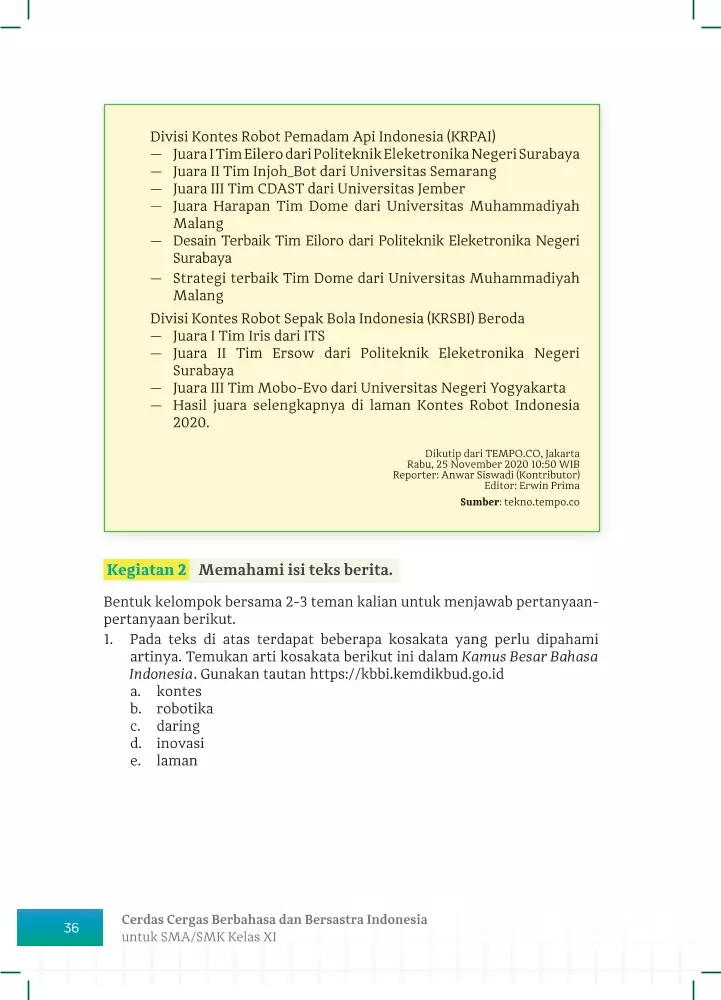 Divisi Kontes Robot Pemadam Api Indonesia (KRPAI)
— Juara I Tim Eilero dari Politeknik Eleketronika Negeri Surabaya
— Juara II Tim Injoh_Bot dari Universitas Semarang
— Juara III Tim CDAST dari Universitas Jember
— Juara Harapan Tim Dome dari Universitas Muhammadiyah
Malang
— Desain Terbaik Tim Eiloro dari Politeknik Eleketronika Negeri
Surabaya
— Strategi terbaik Tim Dome dari Universitas Muhammadiyah
Malang
Divisi Kontes Robot Sepak Bola Indonesia (KRSBI) Beroda
— Juara I Tim Iris dari ITS
— Juara II Tim Ersow dari Politeknik Eleketronika Negeri
Surabaya
— Juara III Tim Mobo-Evo dari Universitas Negeri Yogyakarta
— Hasil juara selengkapnya di laman Kontes Robot Indonesia
2020.
Dikutip dari TEMPO.CO, Jakarta
Rabu, 25 November 2020 10:50 WIB
Reporter: Anwar Siswadi (Kontributor)
Editor: Erwin Prima
Sumber: tekno.tempo.co
Kegiatan 2 Memahami isi teks berita.
Bentuk kelompok bersama 2-3 teman kalian untuk menjawab pertanyaan-
pertanyaan berikut.
1. Pada teks di atas terdapat beberapa kosakata yang perlu dipahami
artinya. Temukan arti kosakata berikut ini dalam Kamus Besar Bahasa
Indonesia. Gunakan tautan https://kbbi.kemdikbud.go.id
a. kontes
b. robotika
c. daring
d. inovasi
e. laman
36
Cerdas Cergas Berbahasa dan Bersastra Indonesia
untuk SMA/SMK Kelas XI